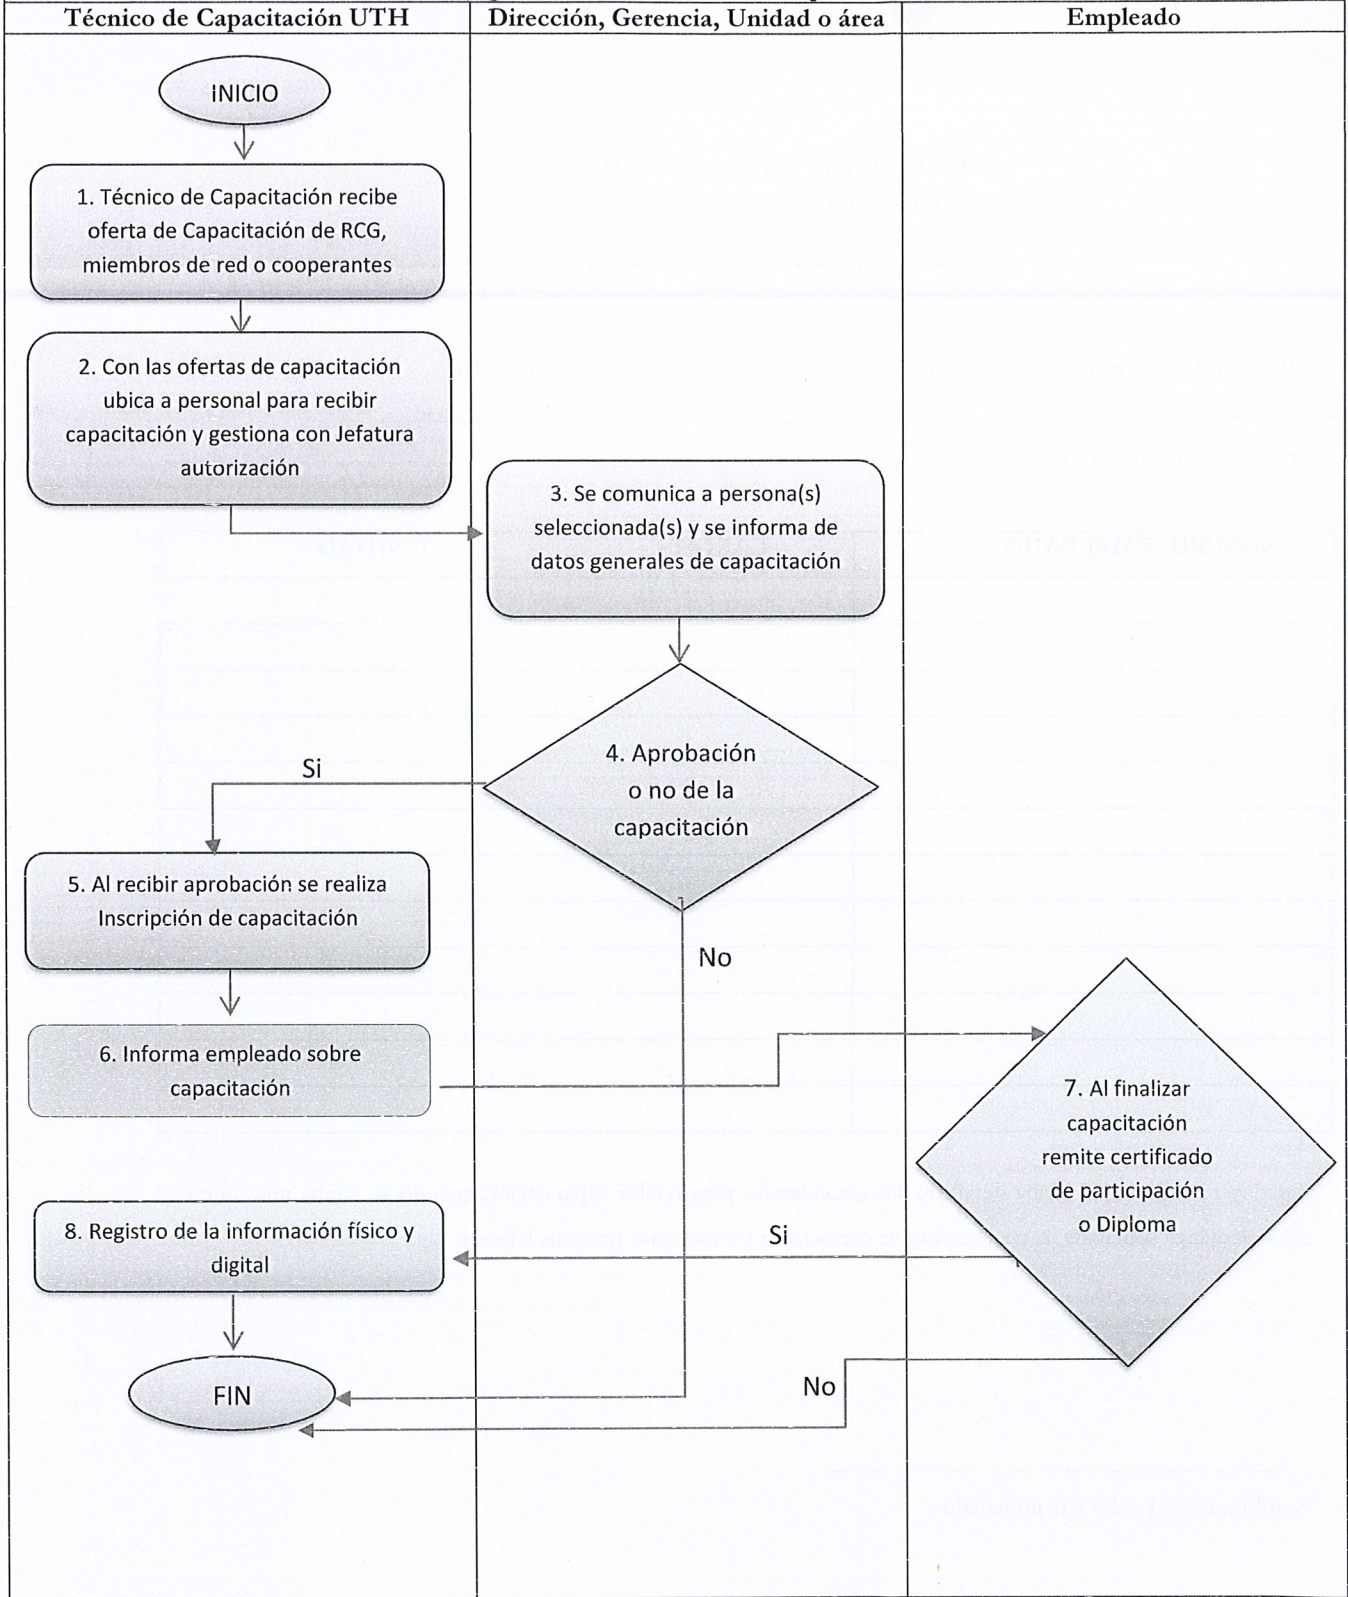 Técnico de Capacitación UTH
Dirección, Gerencia, Unidad o área
Empleado
INICIO
1. Técnico de Capacitación recibe
oferta de Capacitación de RCG,
miembros de red o cooperantes
2. Con las ofertas de capacitación
ubica a personal para recibir
capacitación y gestiona con Jefatura
autorización
3. Se comunica a persona(s)
seleccionada(s) y se informa de
datos generales de capacitación
4. Aprobación
o no de la
capacitación
Si
5. Al recibir aprobación se realiza
Inscripción de capacitación
No
6. Informa empleado sobre
capacitación
7. Al finalizar
capacitación
remite certificado
de participación
o Diploma
Si
8. Registro de la información físico y
digital
No
FIN